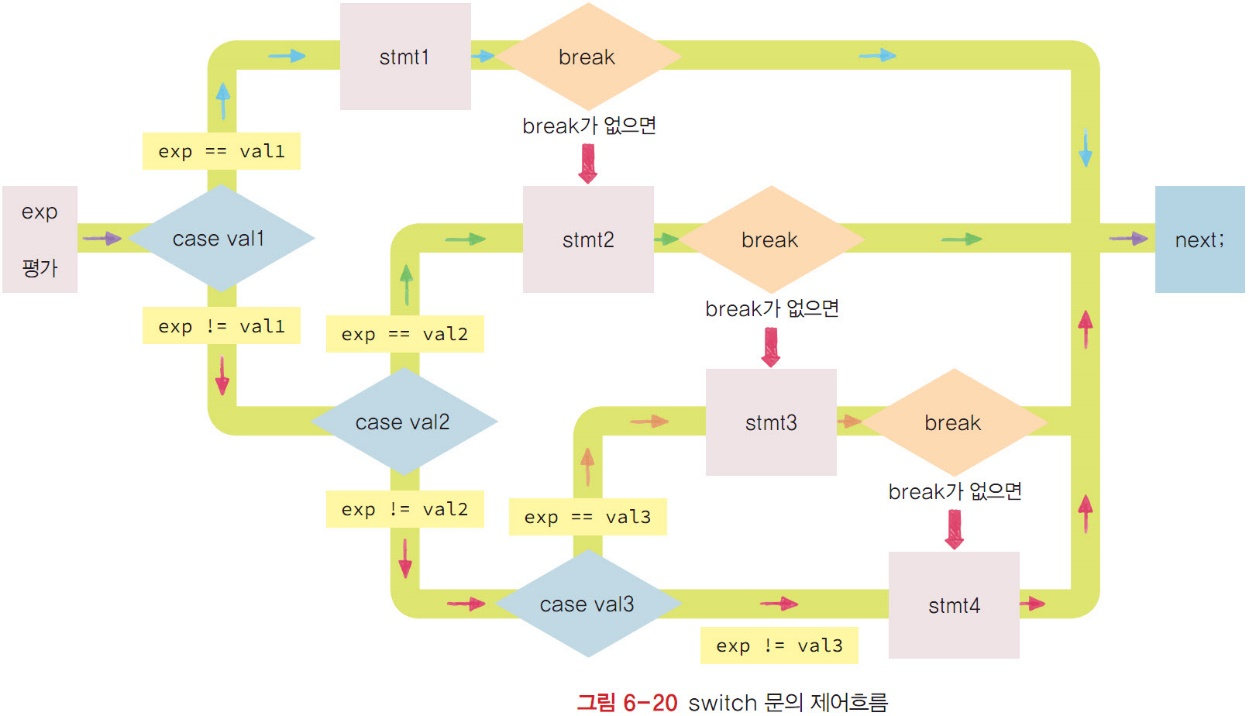 stmt1
break
break가 없으면
exp == val1
exp
평가
case val1
stmt2
break
next;
exp != val1
break가 없으면
exp == val2
case val2
stmt3
break
exp != val2
break가 없으면
exp == val3
case val3
stmt4
exp != val3
그림 6-20 switch 문의 제어흐름